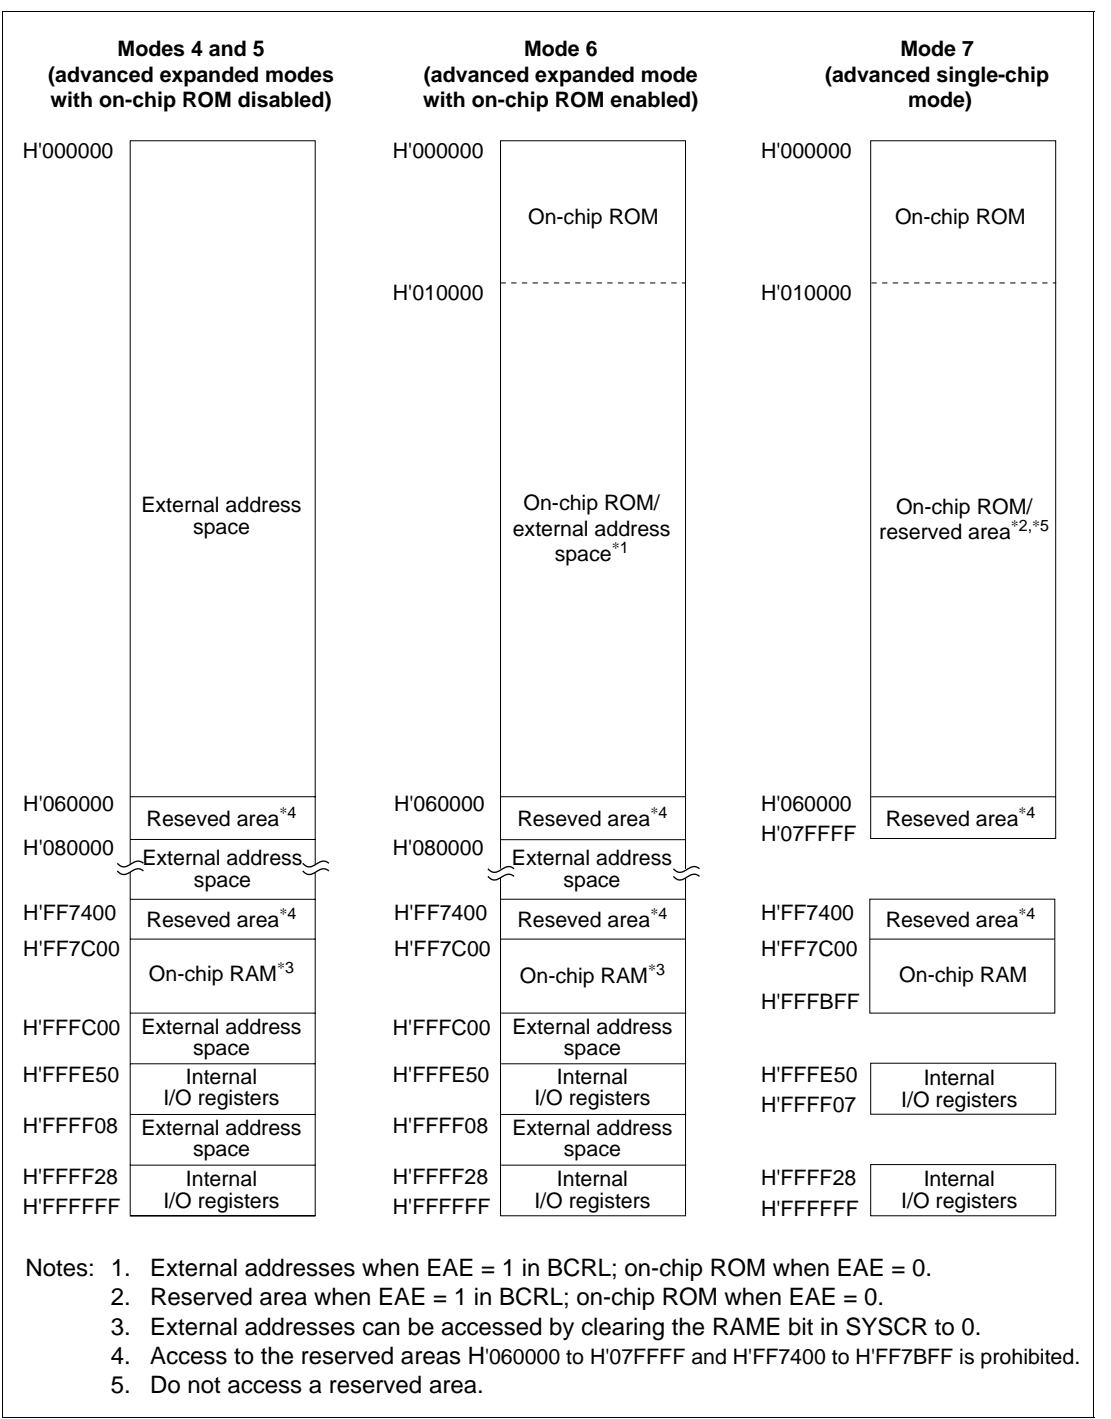 Modes 4 and 5
(advanced expanded modes
with on-chip ROM disabled)
H'000000
External address
space
H'060000
Reseved area*4
H'080000
External address
space
H'FF7400
Reseved area*4
H'FF7C00
On-chip RAM*3
H'FFFC00
External address
space
H'FFFE50
Internal
I/O registers
H'FFFF08
External address
space
H'FFFF28
Internal
I/O registers
H'FFFFFF
Mode 6
(advanced expanded mode
with on-chip ROM enabled)
H'000000
On-chip ROM
H'010000
On-chip ROM/
external address
space*1
H'060000
Reseved area*4
H'080000
External address
space
H'FF7400
Reseved area*4
H'FF7C00
On-chip RAM*3
H'FFFC00
External address
space
H'FFFE50
Internal
I/O registers
H'FFFF08
External address
space
H'FFFF28
Internal
I/O registers
H'FFFFFF
Mode 7
(advanced single-chip
mode)
H'000000
On-chip ROM
H'010000
On-chip ROM/
reserved area*2,*5
H'060000
Reseved area*4
H'07FFFF
H'FF7400
Reseved area*4
H'FF7C00
On-chip RAM
H'FFFBFF
H'FFFE50
Internal
I/O registers
H'FFFF07
H'FFFF28
Internal
I/O registers
H'FFFFFF
Notes: 1. External addresses when EAE = 1 in BCRL; on-chip ROM when EAE = 0.
2. Reserved area when EAE = 1 in BCRL; on-chip ROM when EAE = 0.
3. External addresses can be accessed by clearing the RAME bit in SYSCR to 0.
4. Access to the reserved areas H'060000 to H'07FFFF and H'FF7400 to H'FF7BFF is prohibited.
5. Do not access a reserved area.